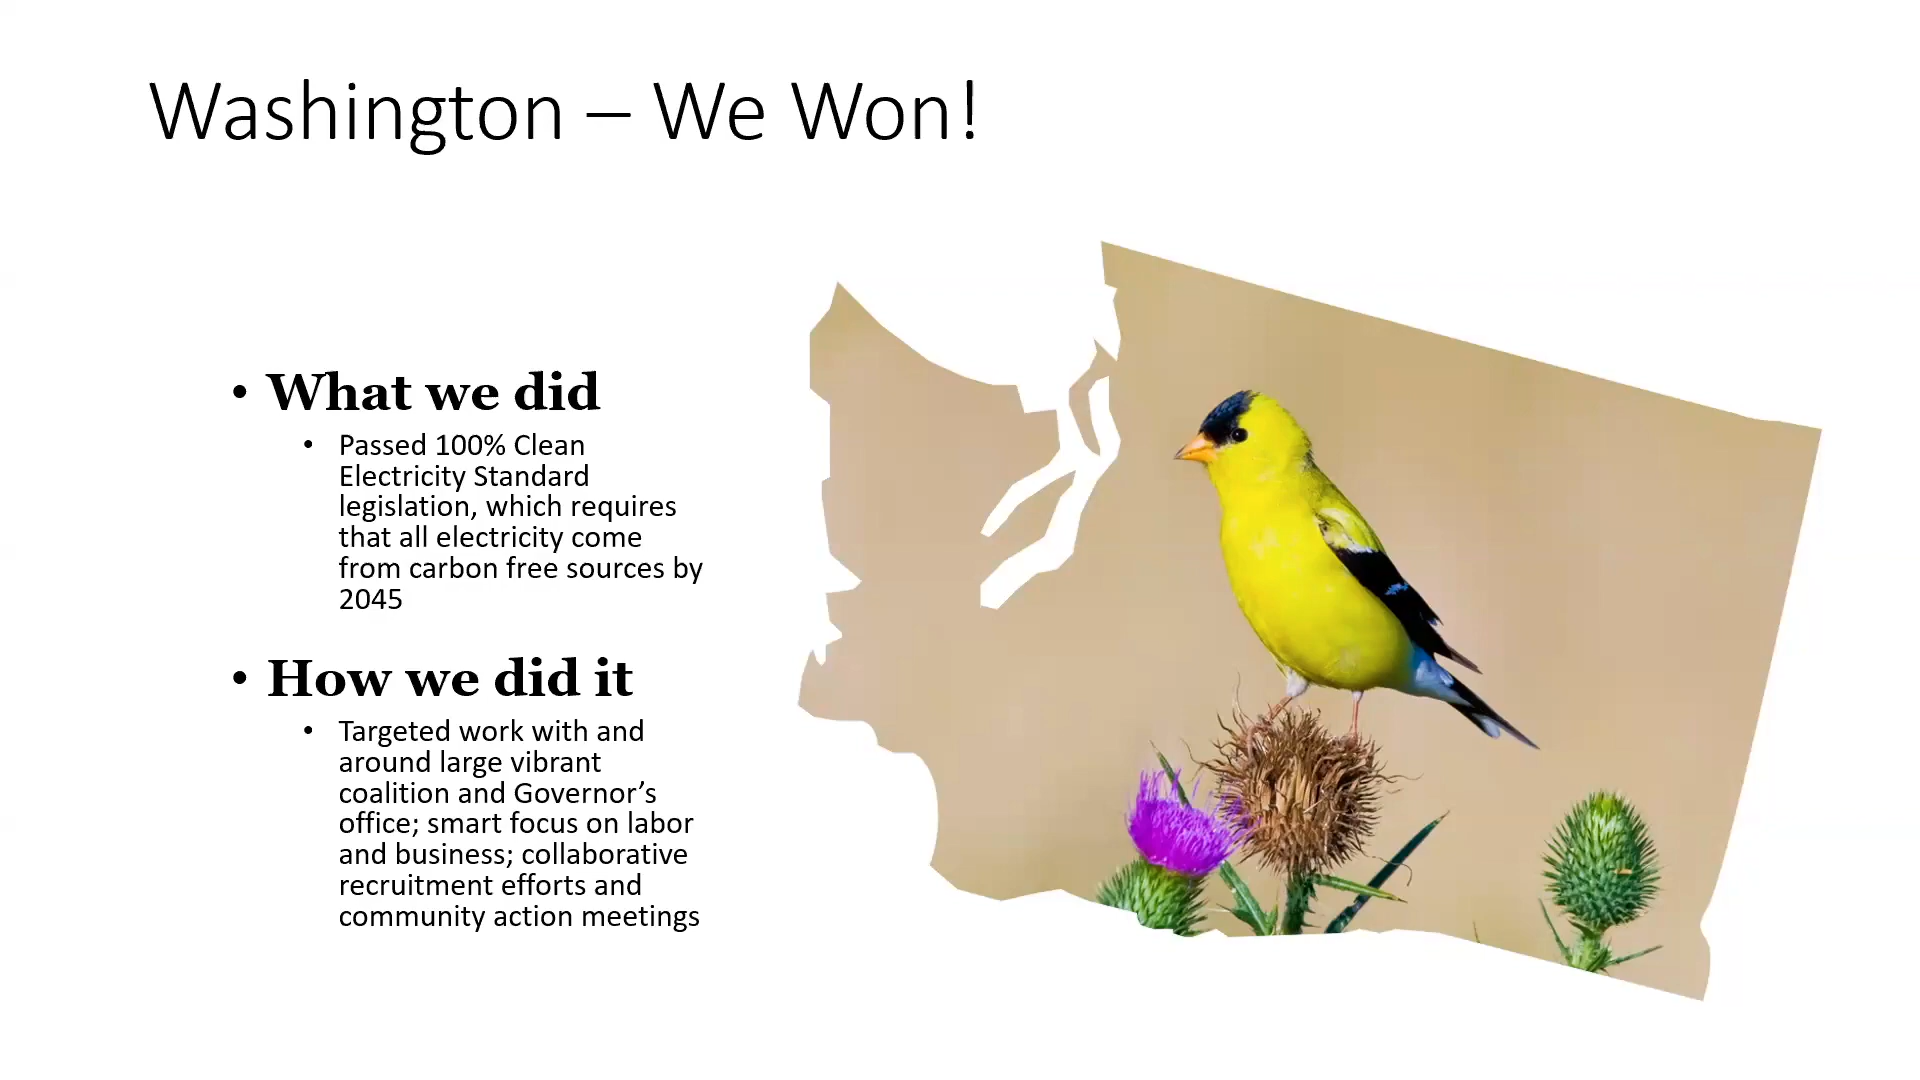 Washington – We Won!
• What we did
• Passed 100% Clean
Electricity Standard
legislation, which requires
that all electricity come
from carbon free sources by
2045
• How we did it
• Targeted work with and
around large vibrant
coalition and Governor’s
office; smart focus on labor
and business; collaborative
recruitment efforts and
community action meetings